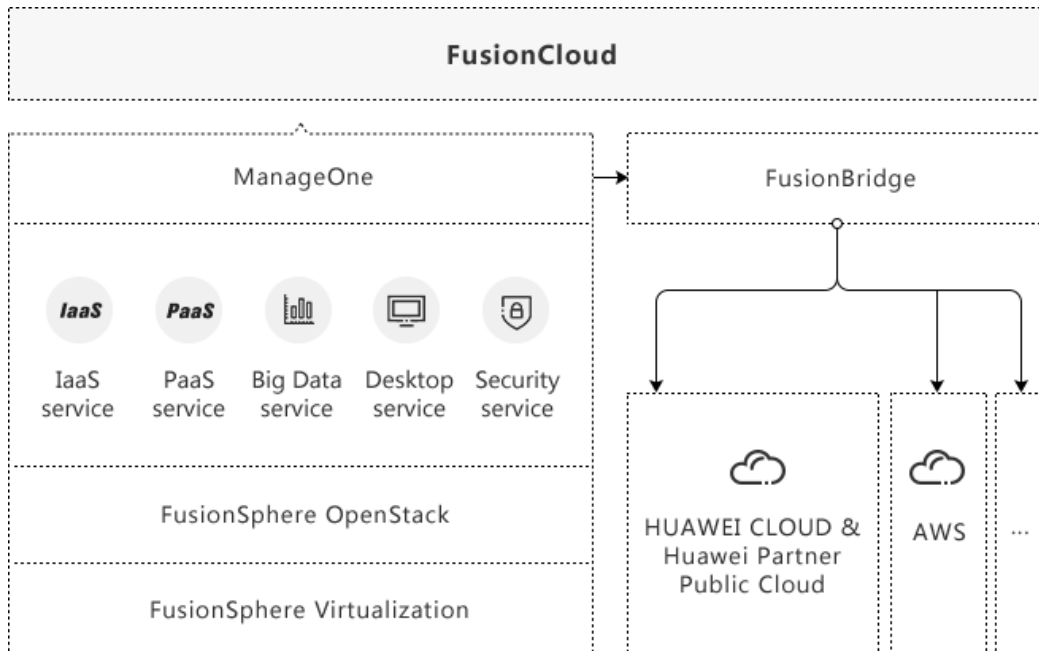 FusionCloud
ManageOne
FusionBridge
IaaS
PaaS
IaaS
service
PaaS
service
Big Data
service
Desktop
service
Security
service
FusionSphere OpenStack
FusionSphere Virtualization
HUAWEI CLOUD &
Huawei Partner
Public Cloud
AWS
...